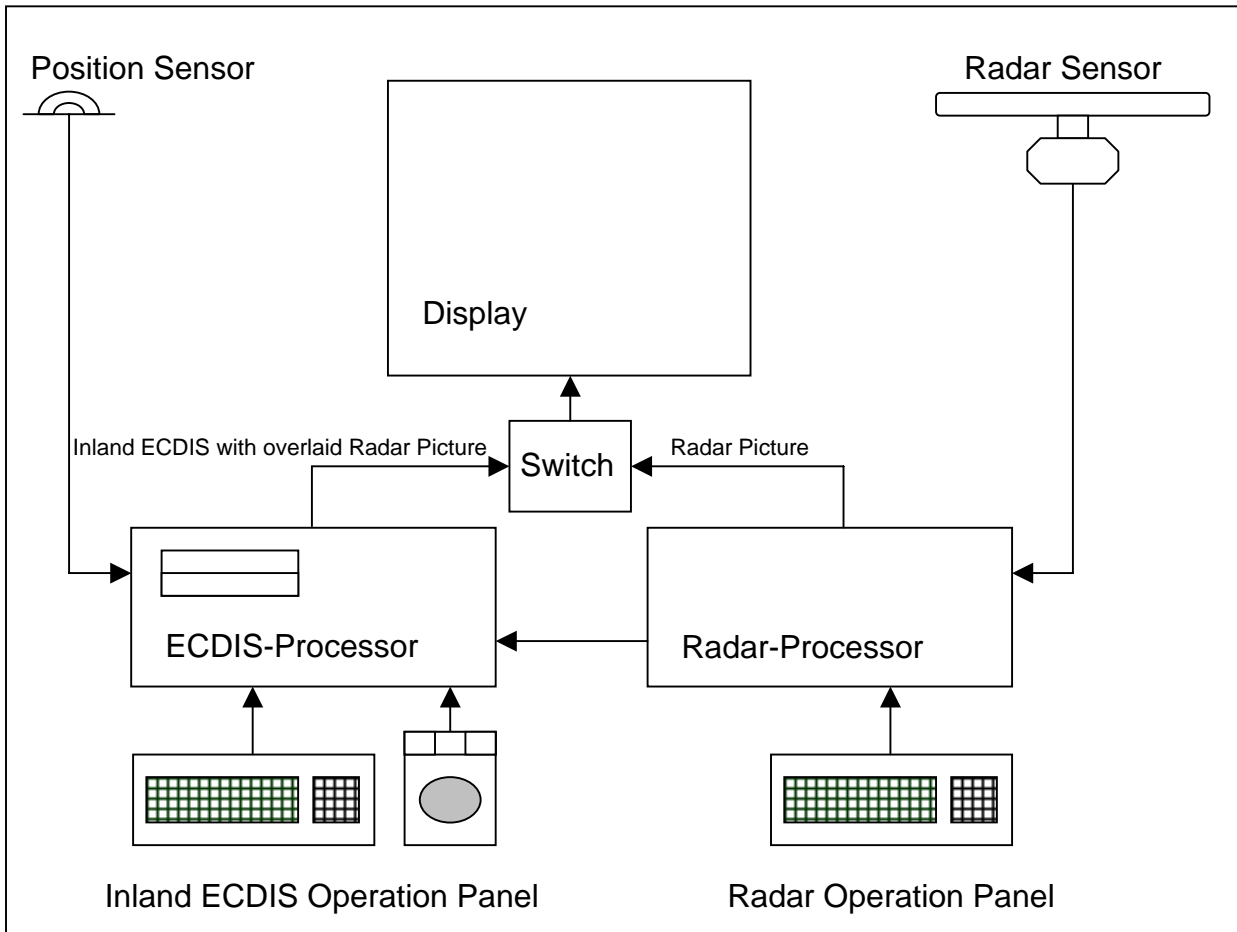 Position Sensor
Radar Sensor
Display
Inland ECDIS with overlaid Radar Picture
Switch
Radar Picture
ECDIS-Processor
Radar-Processor
Inland ECDIS Operation Panel
Radar Operation Panel